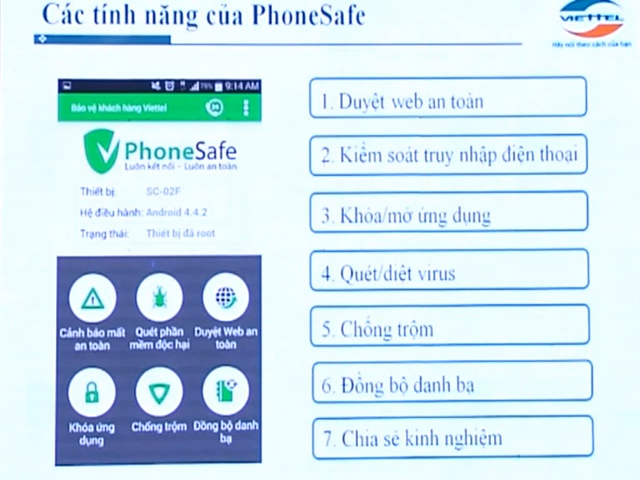 Các tính năng của PhoneSafe
VIETTEL
Hãy nói theo cách của bạn
9:14 AM
Bảo vệ khách hàng Viettel
PhoneSafe
Luôn kết nối - Luôn an toàn
Thiết bị: SC-02F
Hệ điều hành: Android 4.4.2
Trạng thái: Thiết bị đã root
Cảnh báo mất an toàn
Quét phần mềm độc hại
Duyệt Web an toàn
Khóa ứng dụng
Chống trộm
Đồng bộ danh bạ
1. Duyệt web an toàn
2. Kiểm soát truy nhập điện thoại
3. Khóa/mở ứng dụng
4. Quét/diệt virus
5. Chống trộm
6. Đồng bộ danh bạ
7. Chia sẻ kinh nghiệm